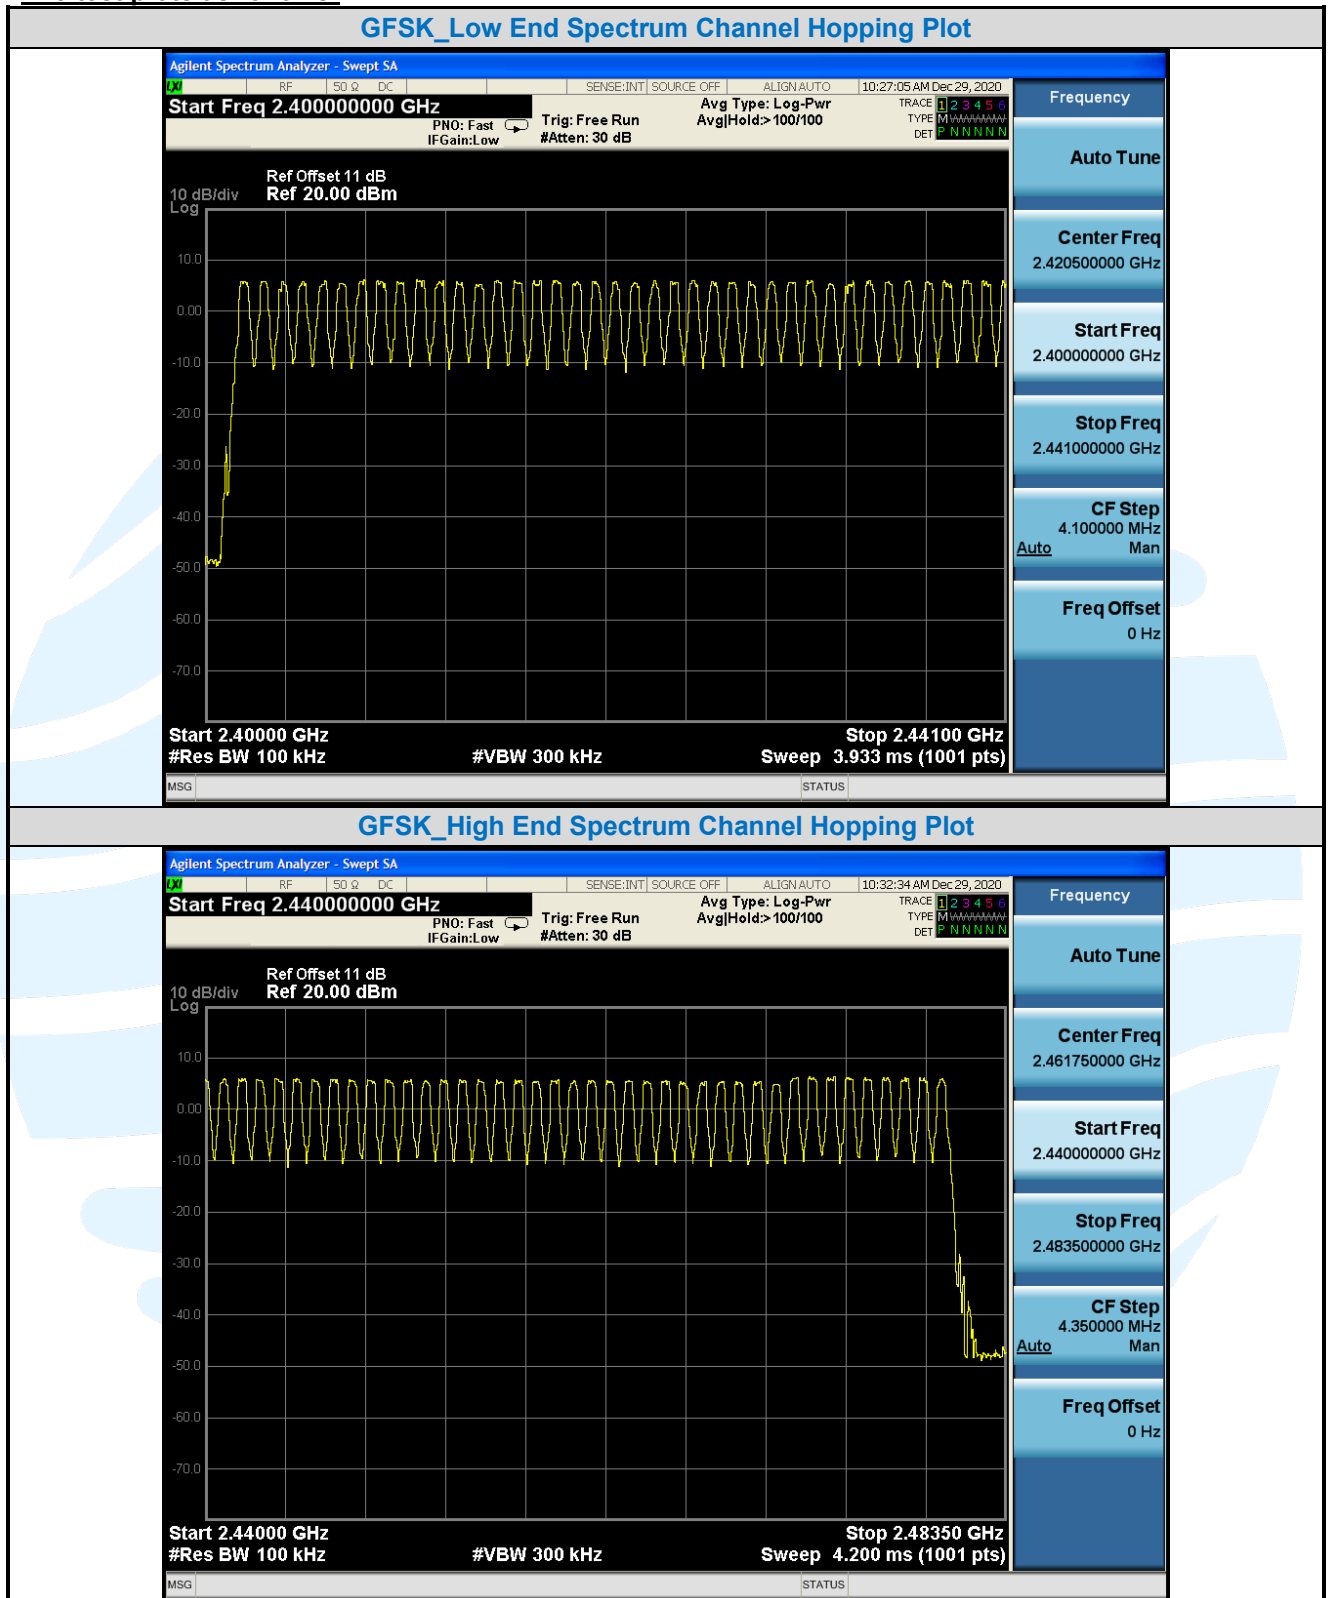 GFSK_Low End Spectrum Channel Hopping Plot
Agilent Spectrum Analyzer - Swept SA
LXI RF 50 Ω DC SENSE:INT SOURCE OFF ALIGN AUTO 10:27:05 AM Dec 29, 2020
Start Freq 2.400000000 GHz
PNO: Fast
IFGain:Low
Trig: Free Run
#Atten: 30 dB
Avg Type: Log-Pwr
Avg|Hold:>100/100
TRACE 1 2 3 4 5 6
TYPE M
DET P N N N N N
Ref Offset 11 dB
10 dB/div Ref 20.00 dBm
Log
10.0
0.00
-10.0
-20.0
-30.0
-40.0
-50.0
-60.0
-70.0
Start 2.40000 GHz Stop 2.44100 GHz
#Res BW 100 kHz #VBW 300 kHz Sweep 3.933 ms (1001 pts)
MSG STATUS
Frequency
Auto Tune
Center Freq
2.420500000 GHz
Start Freq
2.400000000 GHz
Stop Freq
2.441000000 GHz
CF Step
4.100000 MHz
Auto Man
Freq Offset
0 Hz
GFSK_High End Spectrum Channel Hopping Plot
Agilent Spectrum Analyzer - Swept SA
LXI RF 50 Ω DC SENSE:INT SOURCE OFF ALIGN AUTO 10:32:34 AM Dec 29, 2020
Start Freq 2.440000000 GHz
PNO: Fast
IFGain:Low
Trig: Free Run
#Atten: 30 dB
Avg Type: Log-Pwr
Avg|Hold:>100/100
TRACE 1 2 3 4 5 6
TYPE M
DET P N N N N N
Ref Offset 11 dB
10 dB/div Ref 20.00 dBm
Log
10.0
0.00
-10.0
-20.0
-30.0
-40.0
-50.0
-60.0
-70.0
Start 2.44000 GHz Stop 2.48350 GHz
#Res BW 100 kHz #VBW 300 kHz Sweep 4.200 ms (1001 pts)
MSG STATUS
Frequency
Auto Tune
Center Freq
2.461750000 GHz
Start Freq
2.440000000 GHz
Stop Freq
2.483500000 GHz
CF Step
4.350000 MHz
Auto Man
Freq Offset
0 Hz